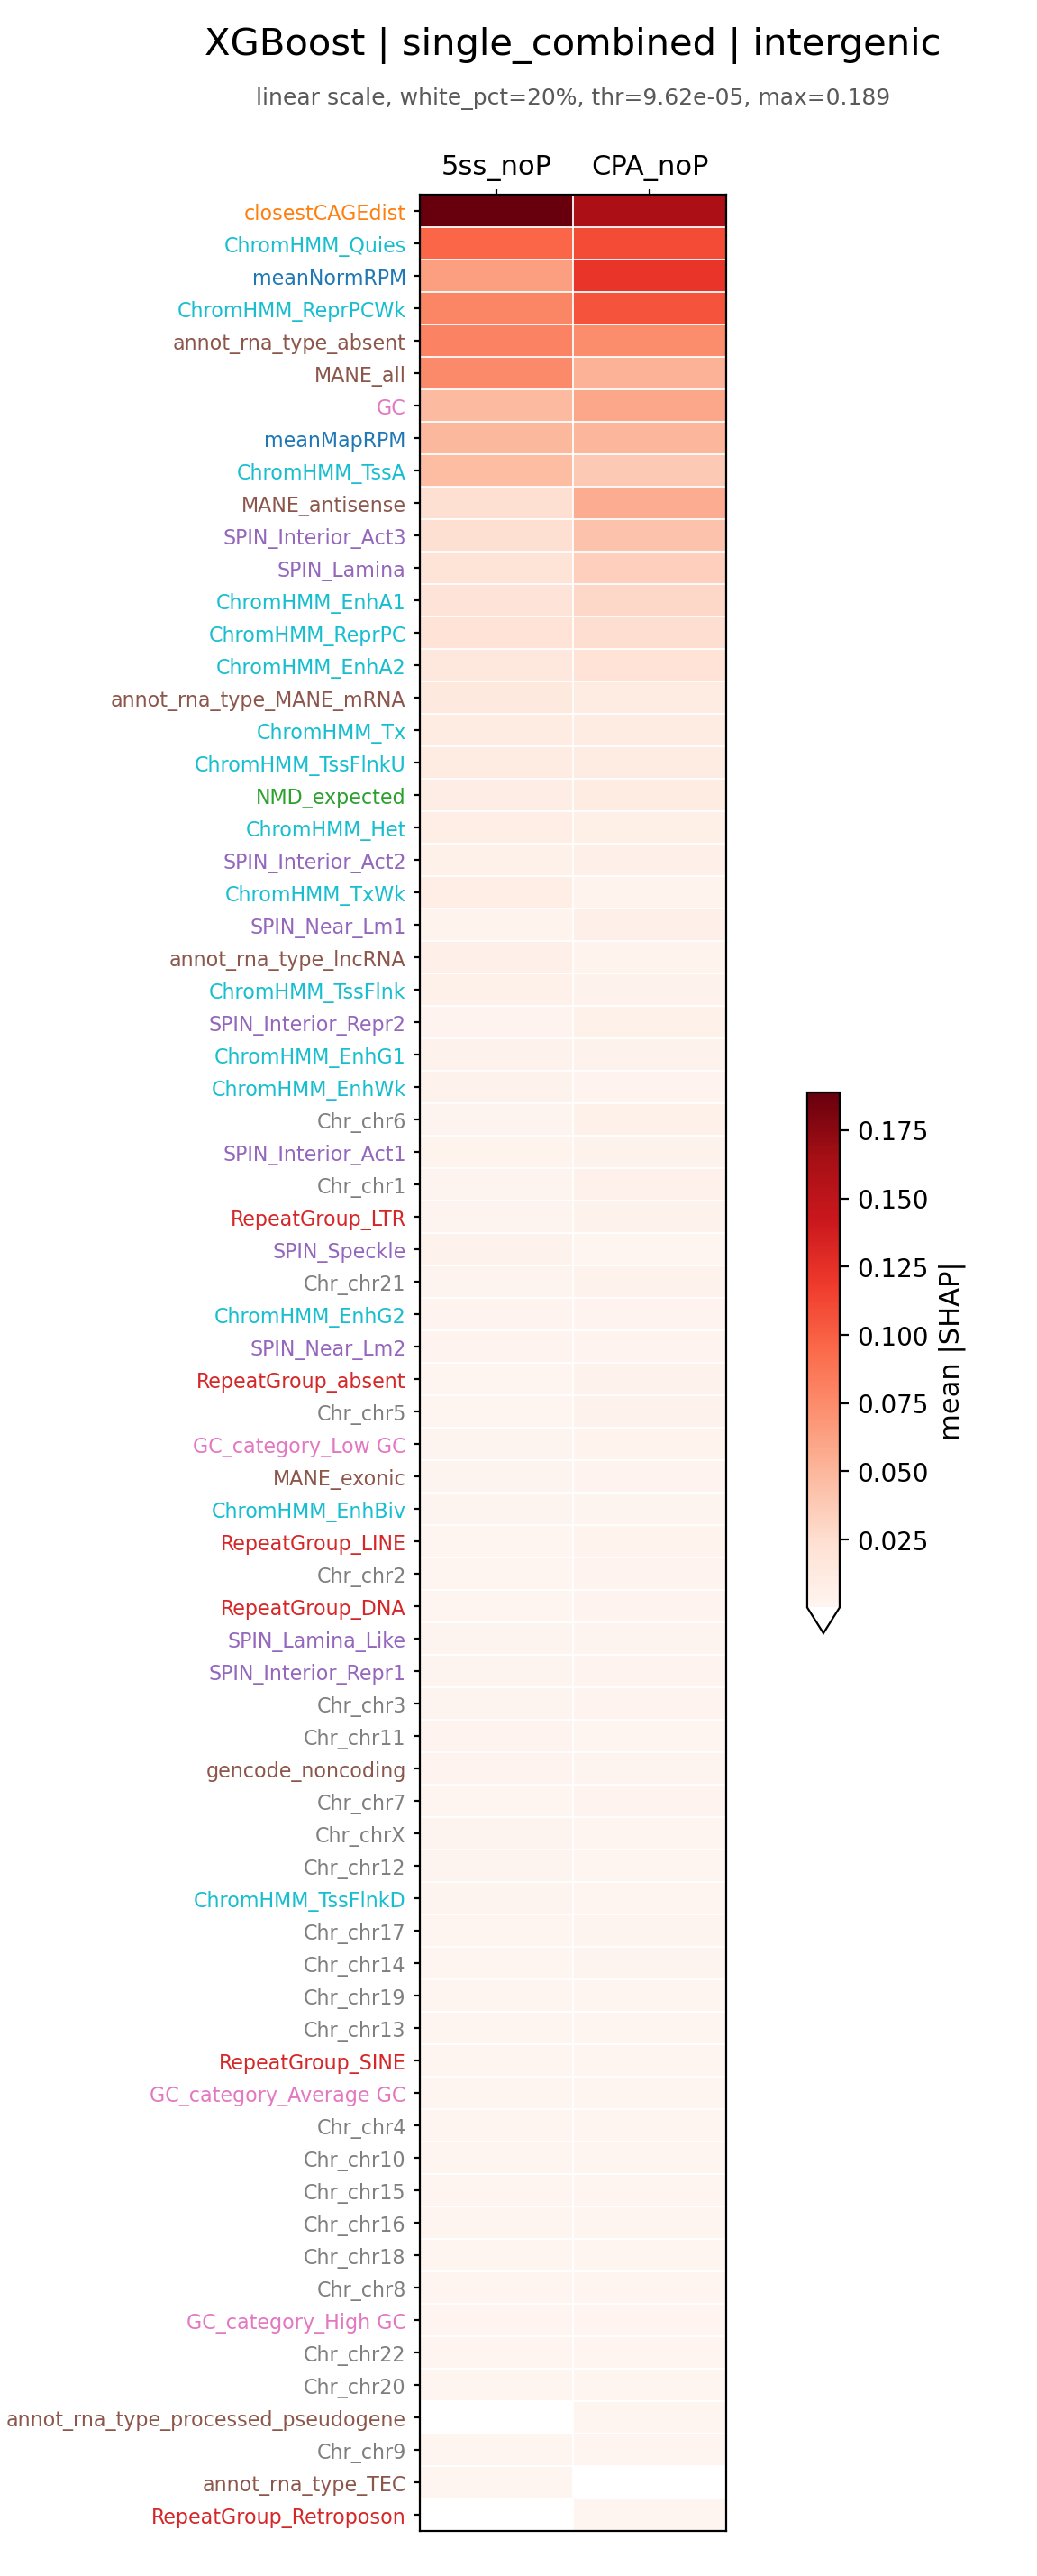 XGBoost | single_combined | intergenic
linear scale, white_pct=20%, thr=9.62e-05, max=0.189
5ss_noP CPA_noP
closestCAGEdist
ChromHMM_Quies
meanNormRPM
ChromHMM_ReprPCWk
annot_rna_type_absent
MANE_all
GC
meanMapRPM
ChromHMM_TssA
MANE_antisense
SPIN_Interior_Act3
SPIN_Lamina
ChromHMM_EnhA1
ChromHMM_ReprPC
ChromHMM_EnhA2
annot_rna_type_MANE_mRNA
ChromHMM_Tx
ChromHMM_TssFlnkU
NMD_expected
ChromHMM_Het
SPIN_Interior_Act2
ChromHMM_TxWk
SPIN_Near_Lm1
annot_rna_type_lncRNA
ChromHMM_TssFlnk
SPIN_Interior_Repr2
ChromHMM_EnhG1
ChromHMM_EnhWk
Chr_chr6
SPIN_Interior_Act1
Chr_chr1
RepeatGroup_LTR
SPIN_Speckle
Chr_chr21
ChromHMM_EnhG2
SPIN_Near_Lm2
RepeatGroup_absent
Chr_chr5
GC_category_Low GC
MANE_exonic
ChromHMM_EnhBiv
RepeatGroup_LINE
Chr_chr2
RepeatGroup_DNA
SPIN_Lamina_Like
SPIN_Interior_Repr1
Chr_chr3
Chr_chr11
gencode_noncoding
Chr_chr7
Chr_chrX
Chr_chr12
ChromHMM_TssFlnkD
Chr_chr17
Chr_chr14
Chr_chr19
Chr_chr13
RepeatGroup_SINE
GC_category_Average GC
Chr_chr4
Chr_chr10
Chr_chr15
Chr_chr16
Chr_chr18
Chr_chr8
GC_category_High GC
Chr_chr22
Chr_chr20
annot_rna_type_processed_pseudogene
Chr_chr9
annot_rna_type_TEC
RepeatGroup_Retroposon
0.175
0.150
0.125
0.100
0.075
0.050
0.025
mean |SHAP|